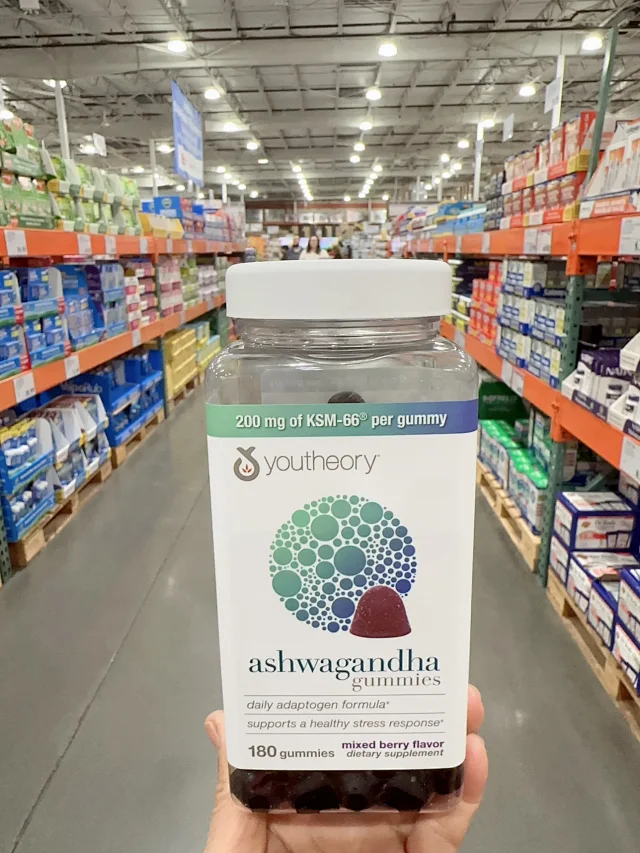 200 mg of KSM-66® per gummy
youtheory™
ashwagandha
gummies
daily adaptogen formula*
supports a healthy stress response*
180 gummies
mixed berry flavor
dietary supplement